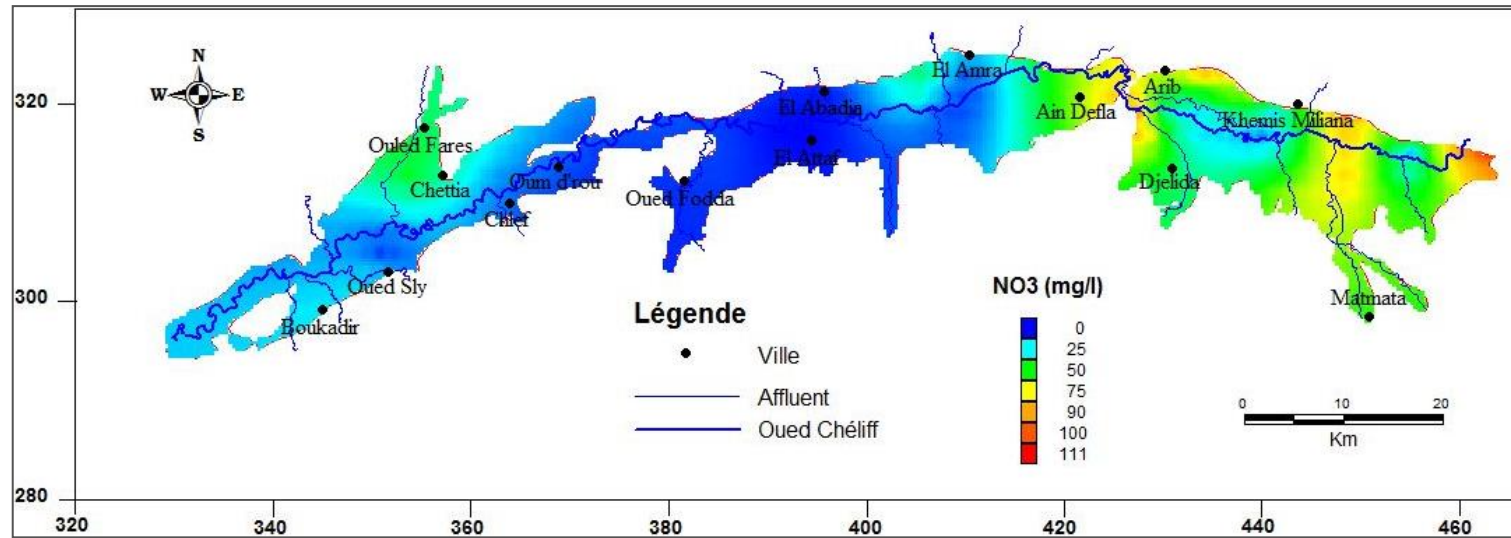 N
W E
S
320
300
280
320 340 360 380 400 420 440 460
Ouled Fares
Chettia
Oum d'rou
Chlef
Oued Sly
Boukadir
Oued Fodda
El Abadia
El Attaf
El Amra
Ain Defla
Arib
Khemis Miliana
Djelida
Matmata
Légende
Ville
Affluent
Oued Chéliff
NO3 (mg/l)
0
25
50
75
90
100
111
0 10 20
Km